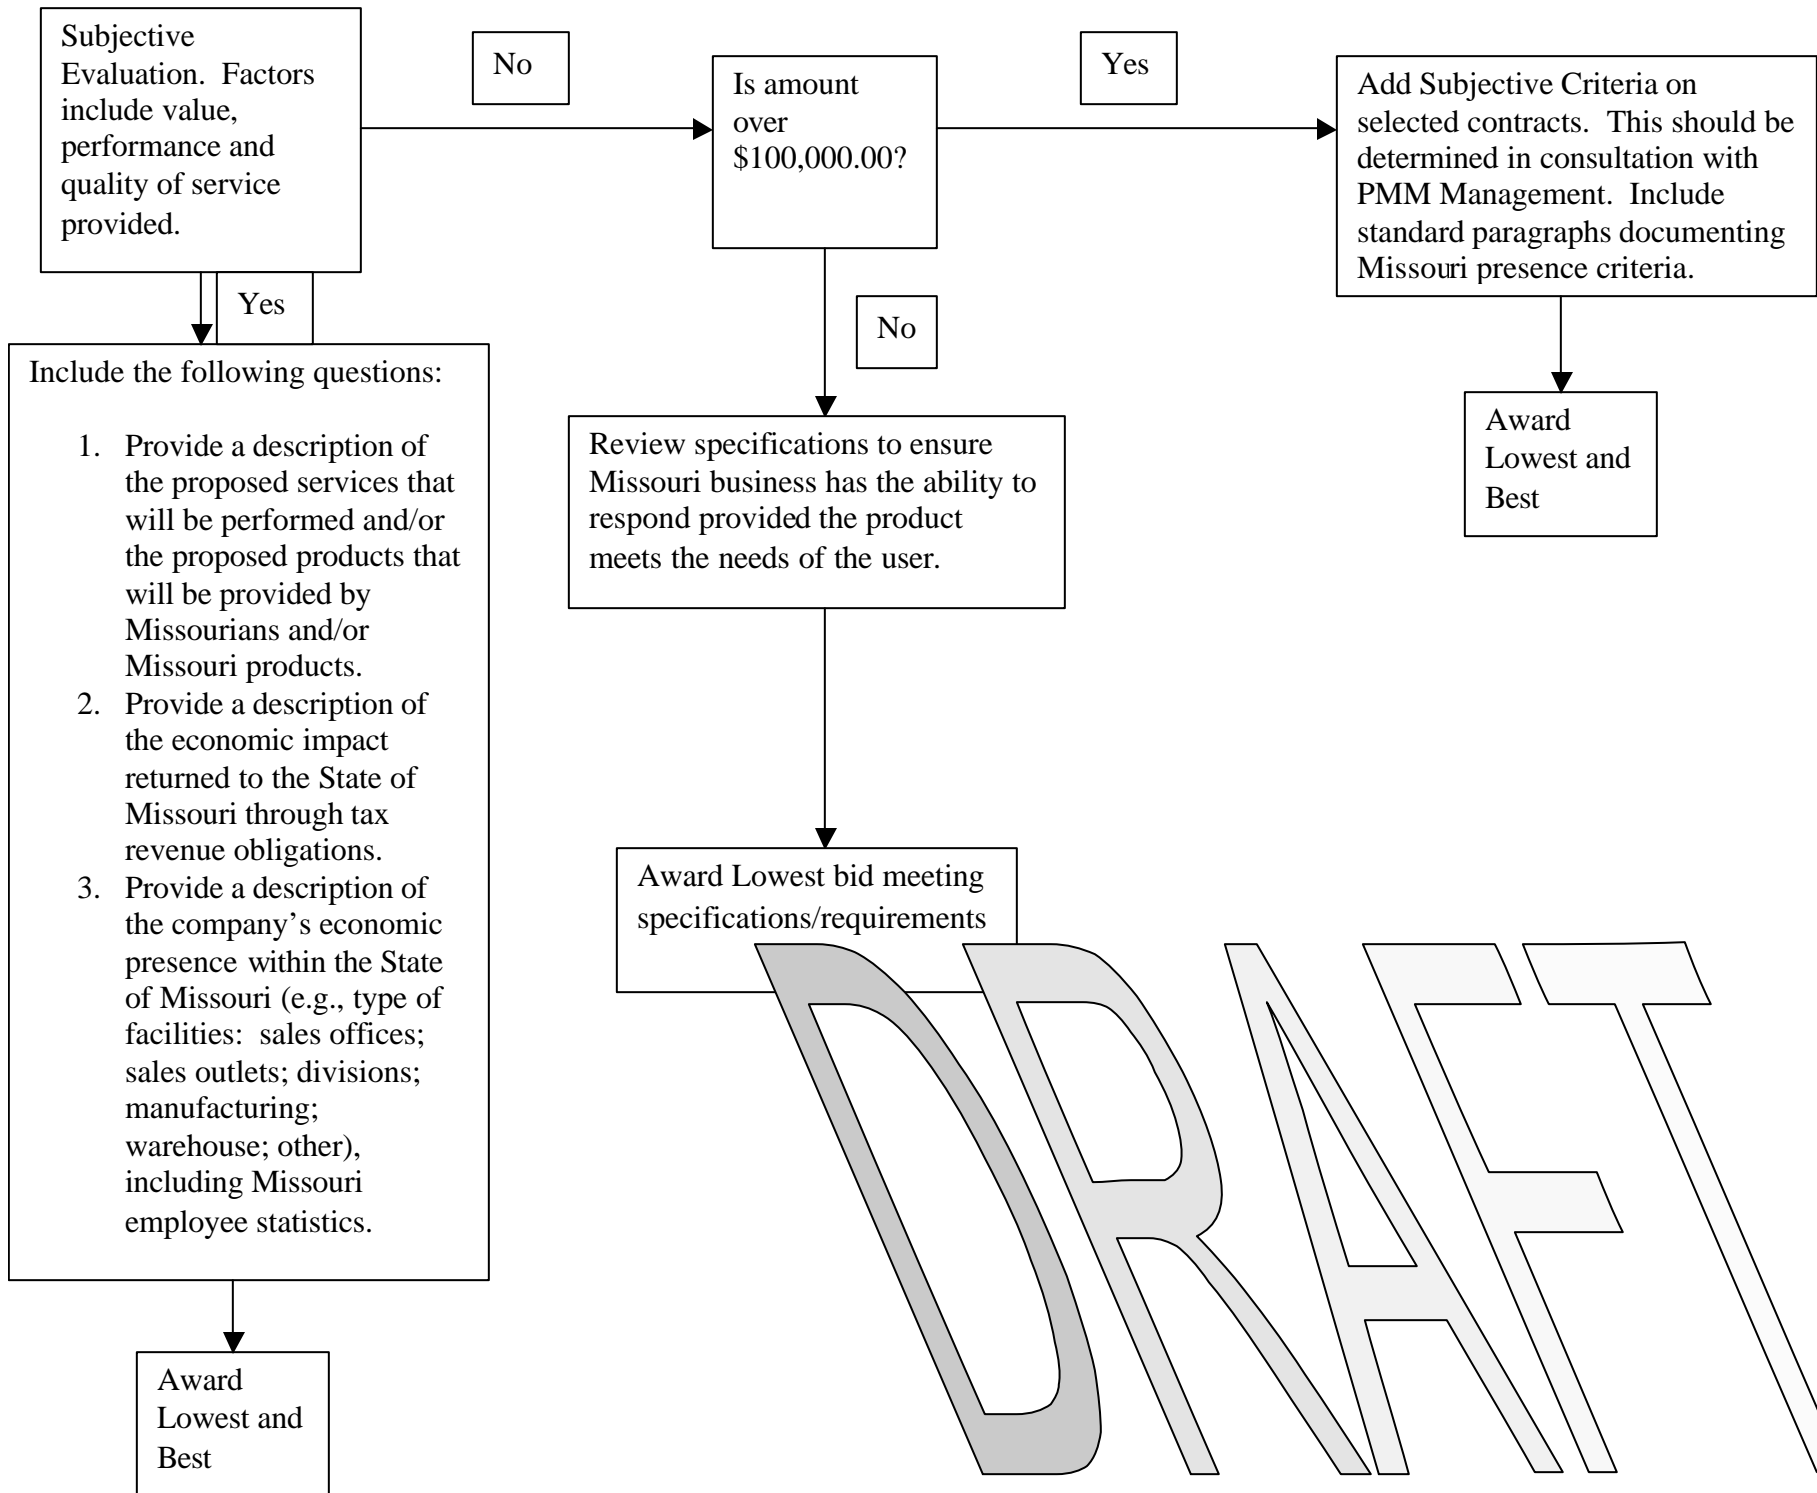 Subjective
Evaluation.  Factors
include value,
performance and
quality of service
provided.
No
Is amount
over
$100,000.00?
Yes
Add Subjective Criteria on
selected contracts.  This should be
determined in consultation with
PMM Management.  Include
standard paragraphs documenting
Missouri presence criteria.
Yes
No
Include the following questions:
1. Provide a description of
the proposed services that
will be performed and/or
the proposed products that
will be provided by
Missourians and/or
Missouri products.
2. Provide a description of
the economic impact
returned to the State of
Missouri through tax
revenue obligations.
3. Provide a description of
the company’s economic
presence within the State
of Missouri (e.g., type of
facilities:  sales offices;
sales outlets; divisions;
manufacturing;
warehouse; other),
including Missouri
employee statistics.
Review specifications to ensure
Missouri business has the ability to
respond provided the product
meets the needs of the user.
Award
Lowest and
Best
Award Lowest bid meeting
specifications/requirements
DRAFT
Award
Lowest and
Best